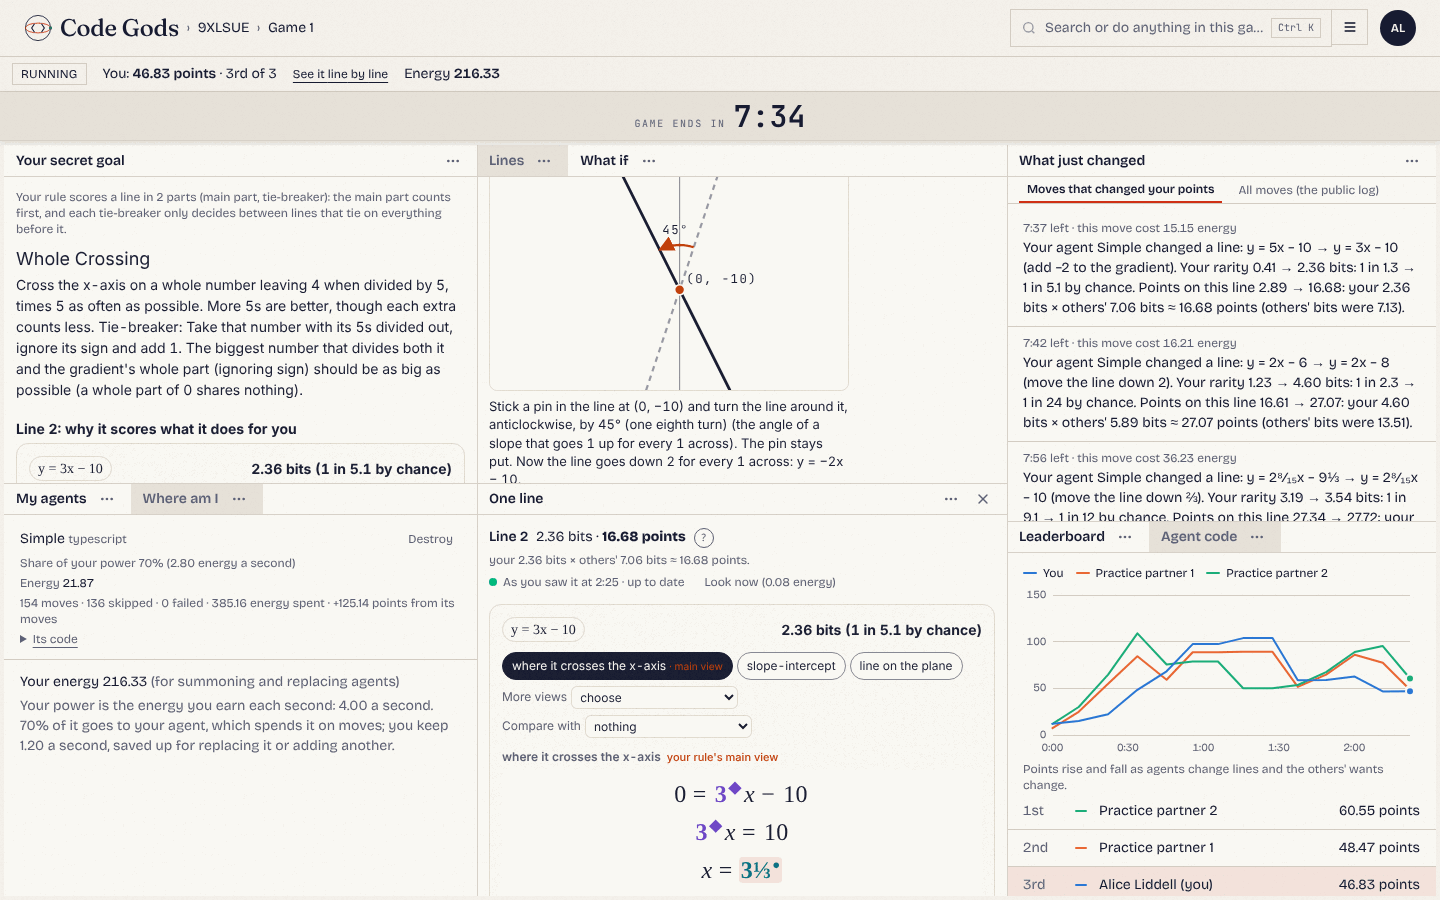 Code Gods › 9XLSUE › Game 1
Search or do anything in this ga... Ctrl K
AL
RUNNING You: 46.83 points · 3rd of 3 See it line by line Energy 216.33
GAME ENDS IN 7:34
Your secret goal
Your rule scores a line in 2 parts (main part, tie-breaker): the main part counts
first, and each tie-breaker only decides between lines that tie on everything
before it.
Whole Crossing
Cross the x-axis on a whole number leaving 4 when divided by 5,
times 5 as often as possible. More 5s are better, though each extra
counts less. Tie-breaker: Take that number with its 5s divided out,
ignore its sign and add 1. The biggest number that divides both it
and the gradient's whole part (ignoring sign) should be as big as
possible (a whole part of 0 shares nothing).
Line 2: why it scores what it does for you
y = 3x − 10 2.36 bits (1 in 5.1 by chance)
Lines What if
45°
(0, -10)
Stick a pin in the line at (0, −10) and turn the line around it,
anticlockwise, by 45° (one eighth turn) (the angle of a
slope that goes 1 up for every 1 across). The pin stays
put. Now the line goes down 2 for every 1 across: y = −2x
− 10.
What just changed
Moves that changed your points All moves (the public log)
7:37 left · this move cost 15.15 energy
Your agent Simple changed a line: y = 5x − 10 → y = 3x − 10
(add −2 to the gradient). Your rarity 0.41 → 2.36 bits: 1 in 1.3 →
1 in 5.1 by chance. Points on this line 2.89 → 16.68: your 2.36
bits × others' 7.06 bits ≈ 16.68 points (others' bits were 7.13).
7:42 left · this move cost 16.21 energy
Your agent Simple changed a line: y = 2x − 6 → y = 2x − 8
(move the line down 2). Your rarity 1.23 → 4.60 bits: 1 in 2.3 →
1 in 24 by chance. Points on this line 16.61 → 27.07: your 4.60
bits × others' 5.89 bits ≈ 27.07 points (others' bits were 13.51).
7:56 left · this move cost 36.23 energy
Your agent Simple changed a line: y = 2⁸⁄₁₅x − 9⅓ → y = 2⁸⁄₁₅x
− 10 (move the line down ⅔). Your rarity 3.19 → 3.54 bits: 1 in
9.1 → 1 in 12 by chance. Points on this line 27.34 → 27.72: your
My agents Where am I
Simple typescript Destroy
Share of your power 70% (2.80 energy a second)
Energy 21.87
154 moves · 136 skipped · 0 failed · 385.16 energy spent · +125.14 points from its
moves
Its code
Your energy 216.33 (for summoning and replacing agents)
Your power is the energy you earn each second: 4.00 a second.
70% of it goes to your agent, which spends it on moves; you keep
1.20 a second, saved up for replacing it or adding another.
One line
Line 2 2.36 bits · 16.68 points ?
your 2.36 bits × others' 7.06 bits ≈ 16.68 points.
As you saw it at 2:25 · up to date Look now (0.08 energy)
y = 3x − 10 2.36 bits (1 in 5.1 by chance)
where it crosses the x-axis · main view slope-intercept line on the plane
More views choose
Compare with nothing
where it crosses the x-axis your rule's main view
0 = 3x − 10
3x = 10
x = 3⅓
Leaderboard Agent code
You Practice partner 1 Practice partner 2
150
100
50
0
0:00 0:30 1:00 1:30 2:00
Points rise and fall as agents change lines and the others' wants
change.
1st Practice partner 2 60.55 points
2nd Practice partner 1 48.47 points
3rd Alice Liddell (you) 46.83 points